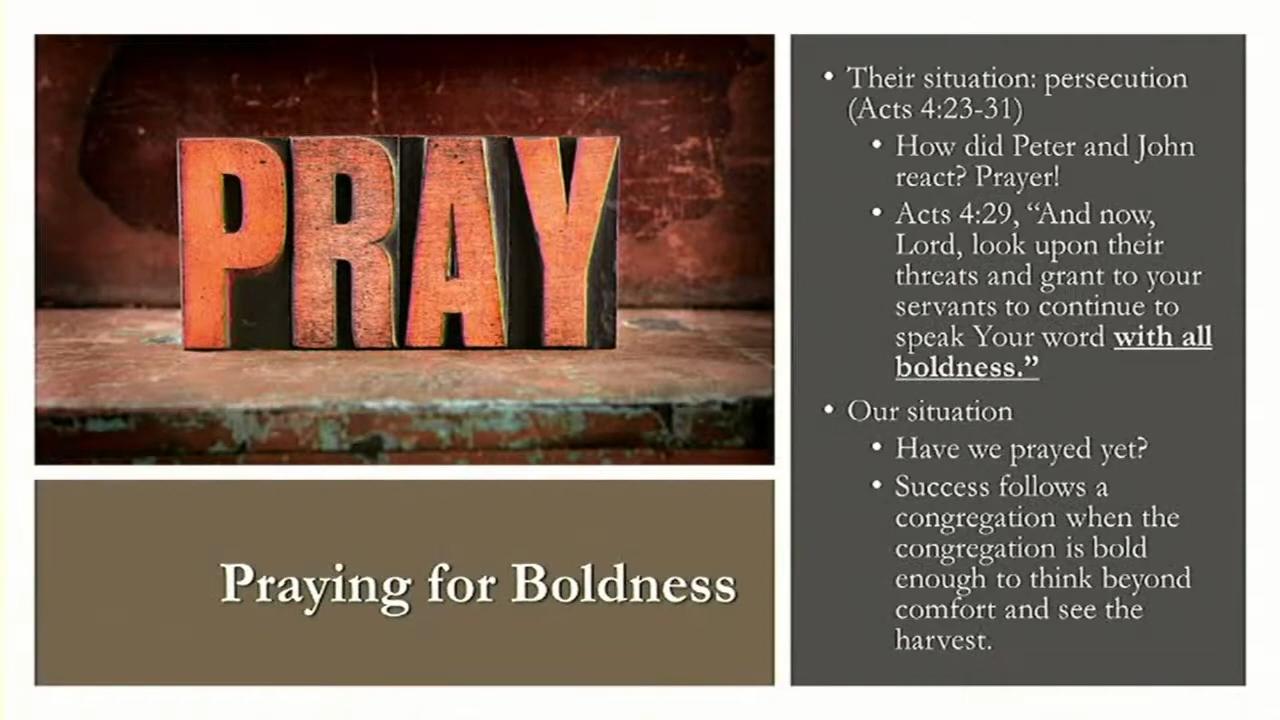 PRAY
Praying for Boldness
• Their situation: persecution
(Acts 4:23-31)
• How did Peter and John
react? Prayer!
• Acts 4:29, “And now,
Lord, look upon their
threats and grant to your
servants to continue to
speak Your word with all
boldness.”
• Our situation
• Have we prayed yet?
• Success follows a
congregation when the
congregation is bold
enough to think beyond
comfort and see the
harvest.